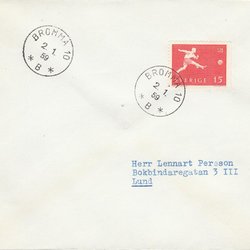 BROMMA 10
2.1.
59
* B *
BROMMA 10
2.1.
59
* B *
SVERIGE 15
Herr Lennart Persson
Bokbindaregatan 3 III
Lund